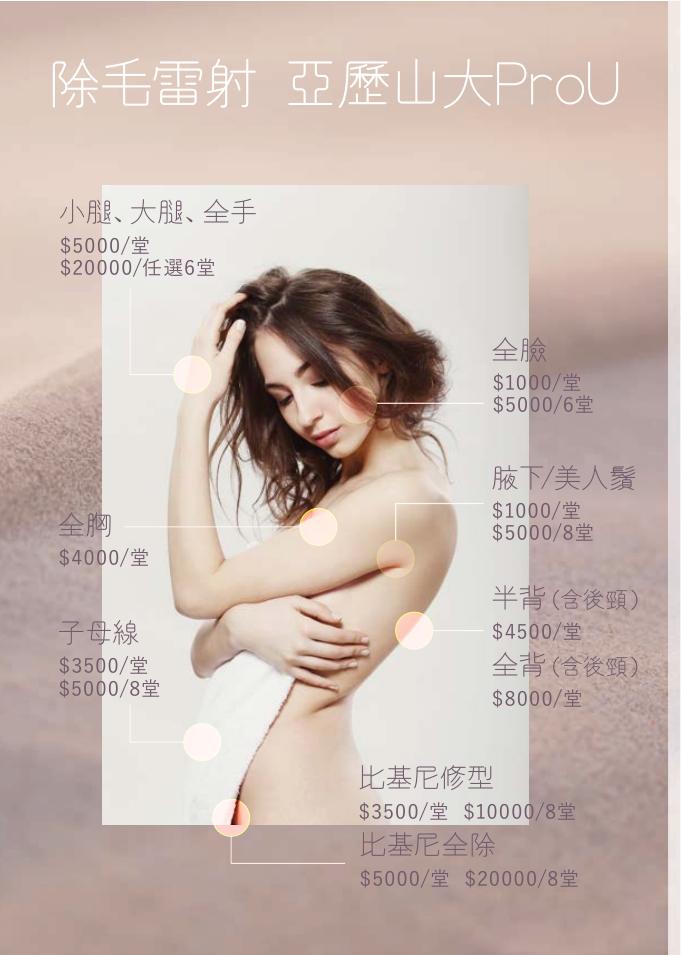 除毛雷射 亞歷山大ProU
小腿、大腿、全手
$5000/堂
$20000/任選6堂
全臉
$1000/堂
$5000/6堂
腋下/美人鬚
$1000/堂
$5000/8堂
全胸
$4000/堂
半背(含後頸)
$4500/堂
全背(含後頸)
$8000/堂
子母線
$3500/堂
$5000/8堂
比基尼修型
$3500/堂 $10000/8堂
比基尼全除
$5000/堂 $20000/8堂